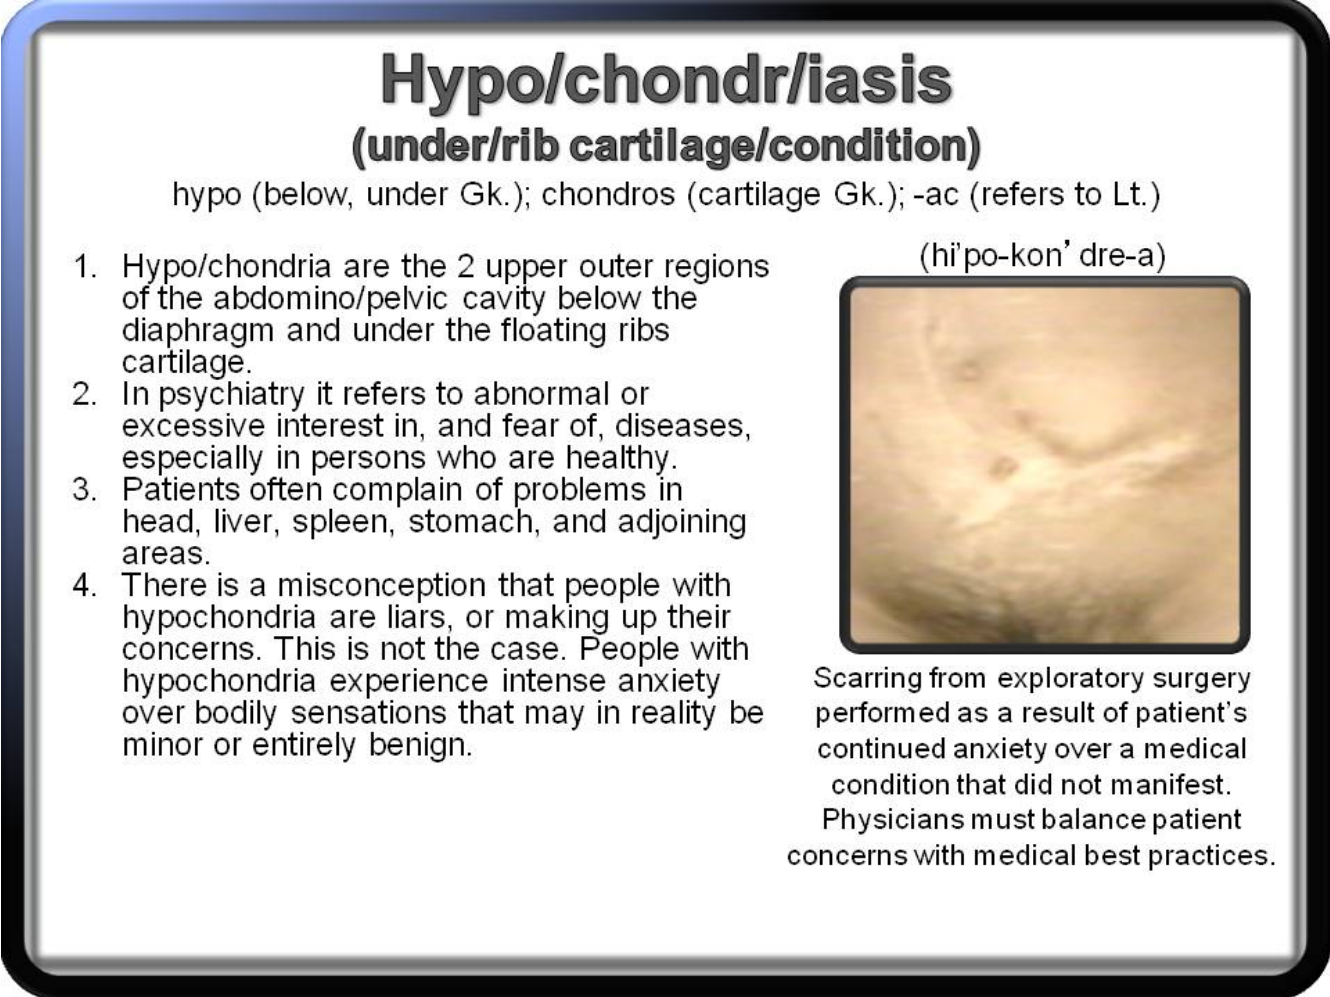 Hypo/chondr/iasis
(under/rib cartilage/condition)
hypo (below, under Gk.); chondros (cartilage Gk.); -ac (refers to Lt.)
1. Hypo/chondria are the 2 upper outer regions
of the abdomino/pelvic cavity below the
diaphragm and under the floating ribs
cartilage.
2. In psychiatry it refers to abnormal or
excessive interest in, and fear of, diseases,
especially in persons who are healthy.
3. Patients often complain of problems in
head, liver, spleen, stomach, and adjoining
areas.
4. There is a misconception that people with
hypochondria are liars, or making up their
concerns. This is not the case. People with
hypochondria experience intense anxiety
over bodily sensations that may in reality be
minor or entirely benign.
(hi’po-kon’ dre-a)
Scarring from exploratory surgery
performed as a result of patient’s
continued anxiety over a medical
condition that did not manifest.
Physicians must balance patient
concerns with medical best practices.